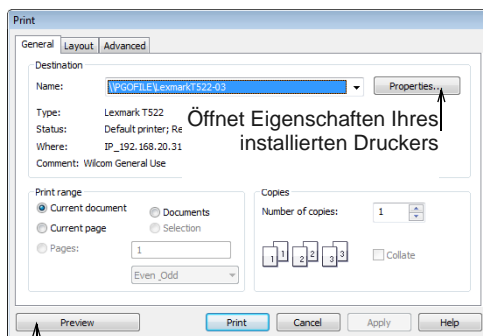 Print
General Layout Advanced
Destination
Name: \\PGOFILE\LexmarkT522-03 Properties...
Type: Lexmark T522
Öffnet Eigenschaften Ihres
Status: Default printer; Re
installierten Druckers
Where: IP_192.168.20.31
Comment: Wilcom General Use
Print range Copies
Current document Documents Number of copies: 1
Current page Selection
Pages: 1 1 1 2 2 3 3 Collate
Even_Odd
Preview Print Cancel Apply Help